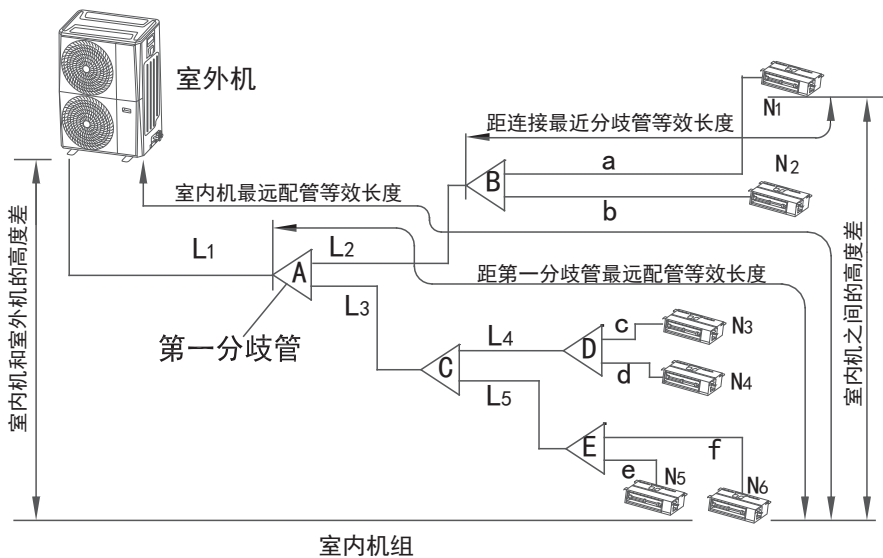 室外机
N1
距连接最近分歧管等效长度
a
N2
B
室内机最远配管等效长度
b
L1
L2
A
距第一分歧管最远配管等效长度
L3
第一分歧管
c
N3
L4
D
C
d
N4
L5
E
f
e
N5
N6
室内机和室外机的高度差
室内机之间的高度差
室内机组